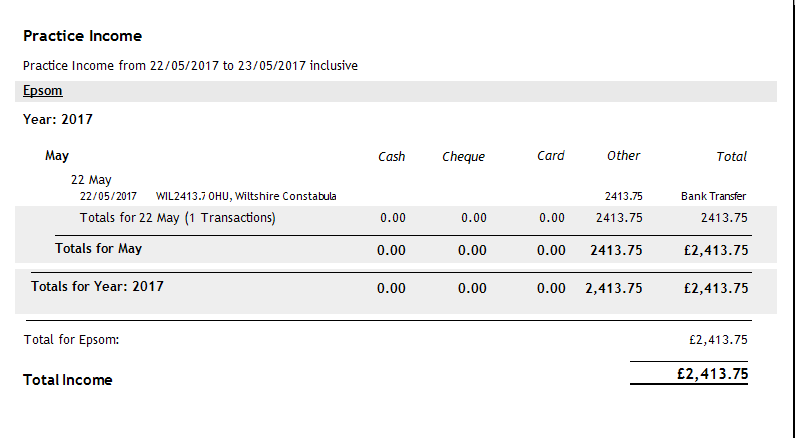 Practice Income
Practice Income from 22/05/2017 to 23/05/2017 inclusive
Epsom
Year: 2017
May Cash Cheque Card Other Total
22 May
22/05/2017 WIL2413.7 0HU, Wiltshire Constabula 2413.75 Bank Transfer
Totals for 22 May (1 Transactions) 0.00 0.00 0.00 2413.75 2413.75
Totals for May 0.00 0.00 0.00 2413.75 £2,413.75
Totals for Year: 2017 0.00 0.00 0.00 2,413.75 £2,413.75
Total for Epsom: £2,413.75
Total Income £2,413.75